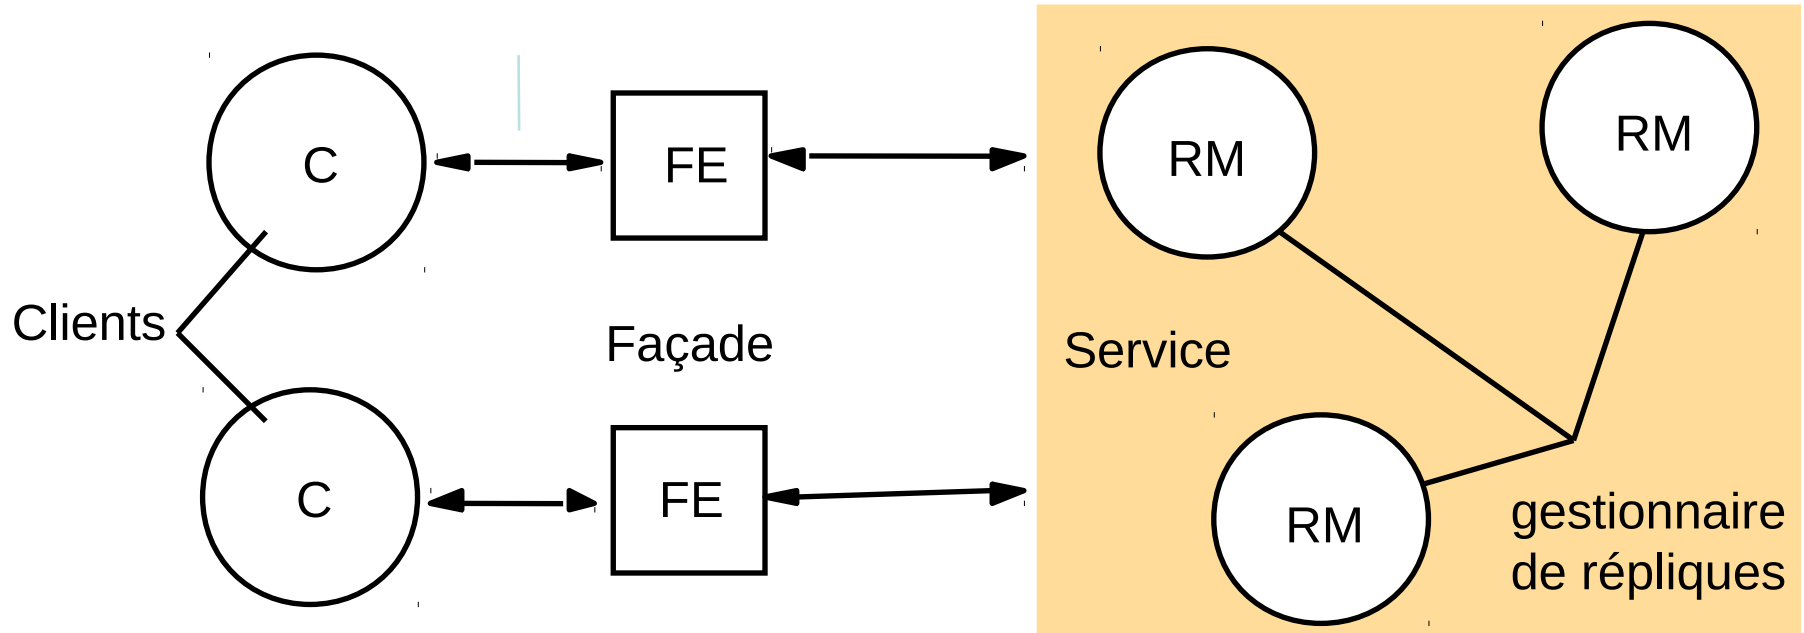 C
FE
RM
RM
Clients
Façade
Service
C
FE
RM
gestionnaire
de répliques